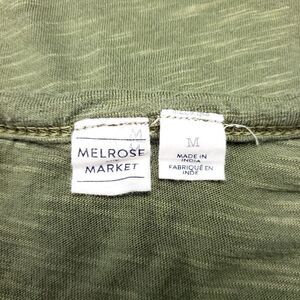 MELROSE
MARKET
M
MADE IN
INDIA
FABRIQUÉ EN
INDE